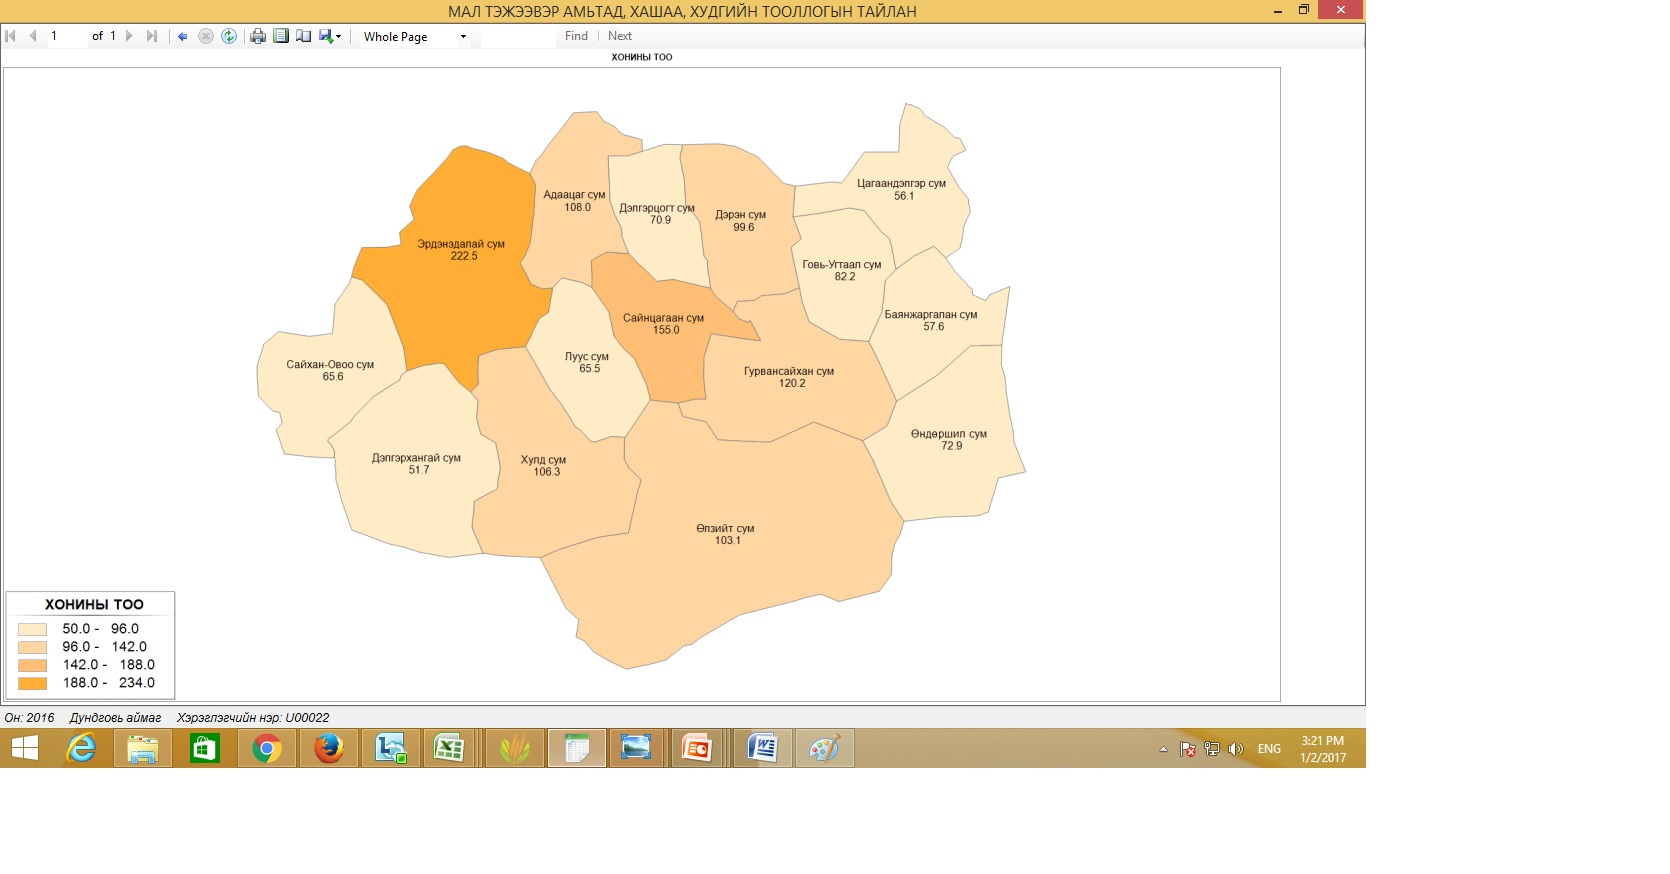 МАЛ ТЭЖЭЭВЭР АМЬТАД, ХАШАА, ХУДГИЙН ТООЛЛОГЫН ТАЙЛАН
1 of 1 Whole Page Find | Next
ХОНИНЫ ТОО
Цагаандэлгэр сум
56.1
Адаацаг сум
108.0
Дэлгэрцогт сум
70.9
Дэрэн сум
99.6
Эрдэнэдалай сум
222.5
Говь-Угтаал сум
82.2
Сайнцагаан сум
155.0
Баянжаргалан сум
57.6
Сайхан-Овоо сум
65.6
Луус сум
65.5
Гурвансайхан сум
120.2
Өндөршил сум
72.9
Дэлгэрхангай сум
51.7
Хулд сум
106.3
Өлзийт сум
103.1
ХОНИНЫ ТОО
50.0 - 96.0
96.0 - 142.0
142.0 - 188.0
188.0 - 234.0
Он: 2016 Дундговь аймаг Хэрэглэгчийн нэр: U00022
ENG
3:21 PM
1/2/2017